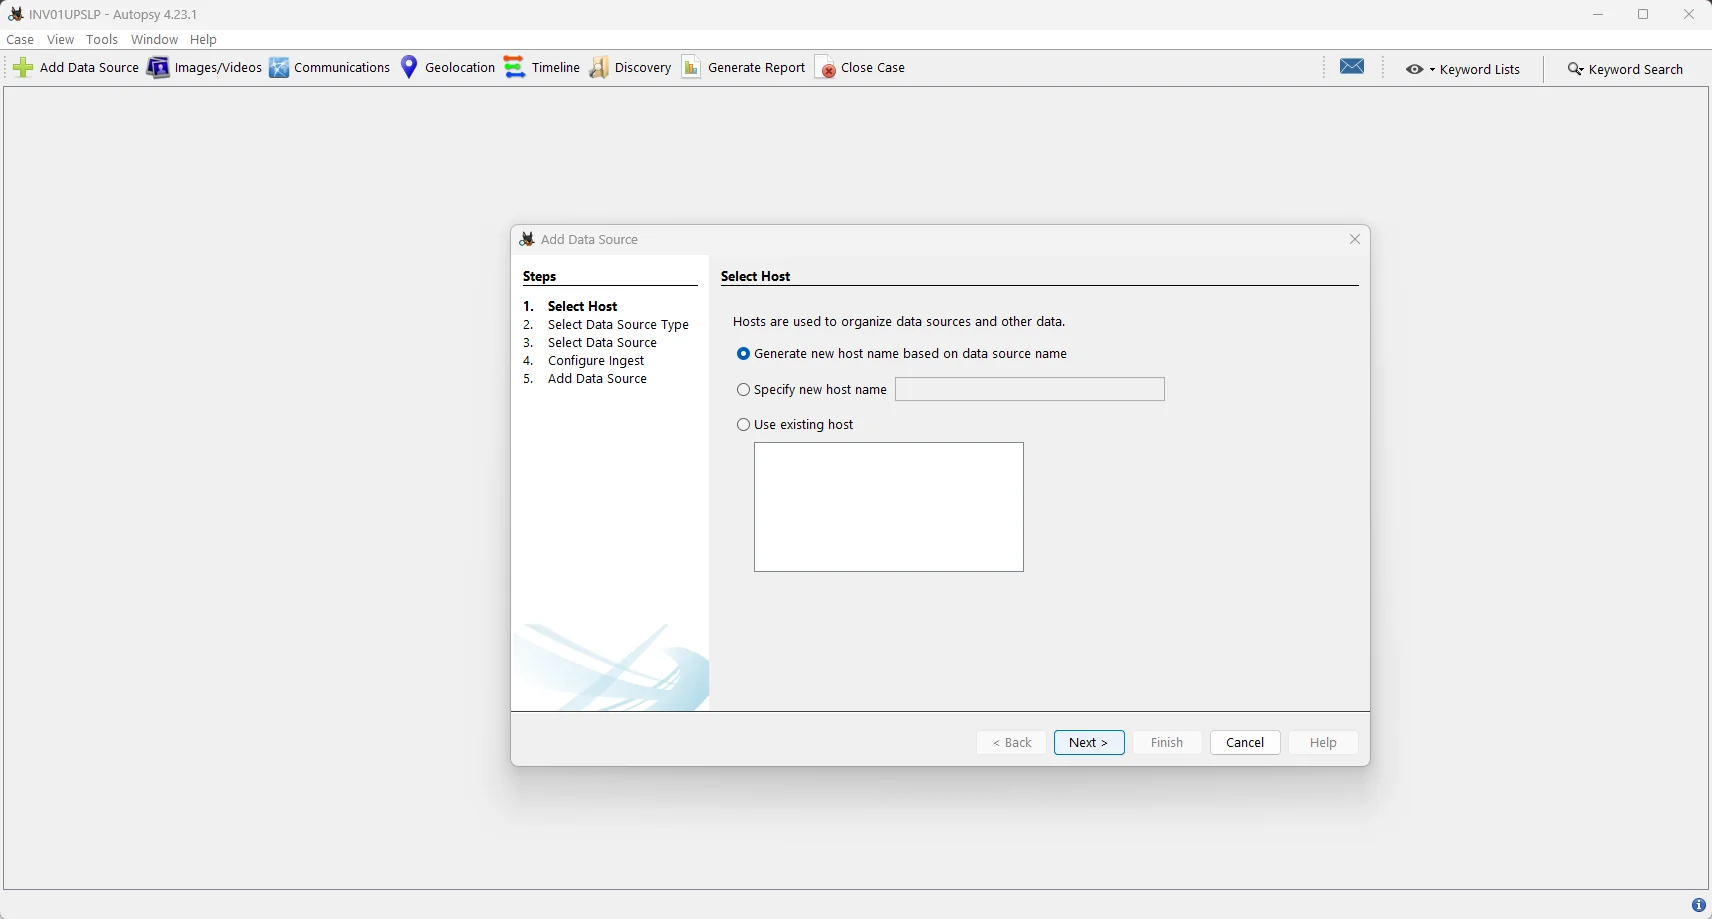 INV01UPSLP - Autopsy 4.23.1
Case View Tools Window Help
Add Data Source Images/Videos Communications Geolocation Timeline Discovery Generate Report Close Case Keyword Lists Keyword Search
Add Data Source
Steps
1. Select Host
2. Select Data Source Type
3. Select Data Source
4. Configure Ingest
5. Add Data Source
Select Host
Hosts are used to organize data sources and other data.
Generate new host name based on data source name
Specify new host name
Use existing host
< Back Next > Finish Cancel Help